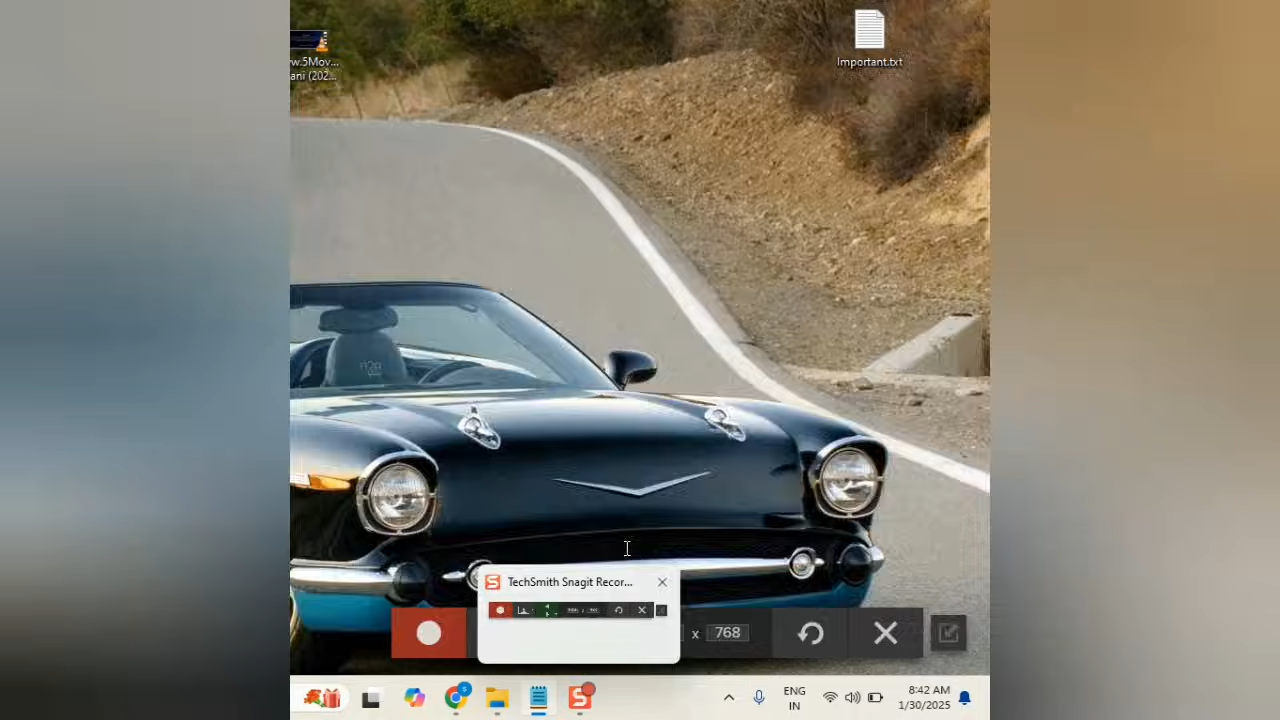 w.5Mov...
ani (202...
Important.txt
TechSmith Snagit Recor...
x 768
ENG
IN
8:42 AM
1/30/2025